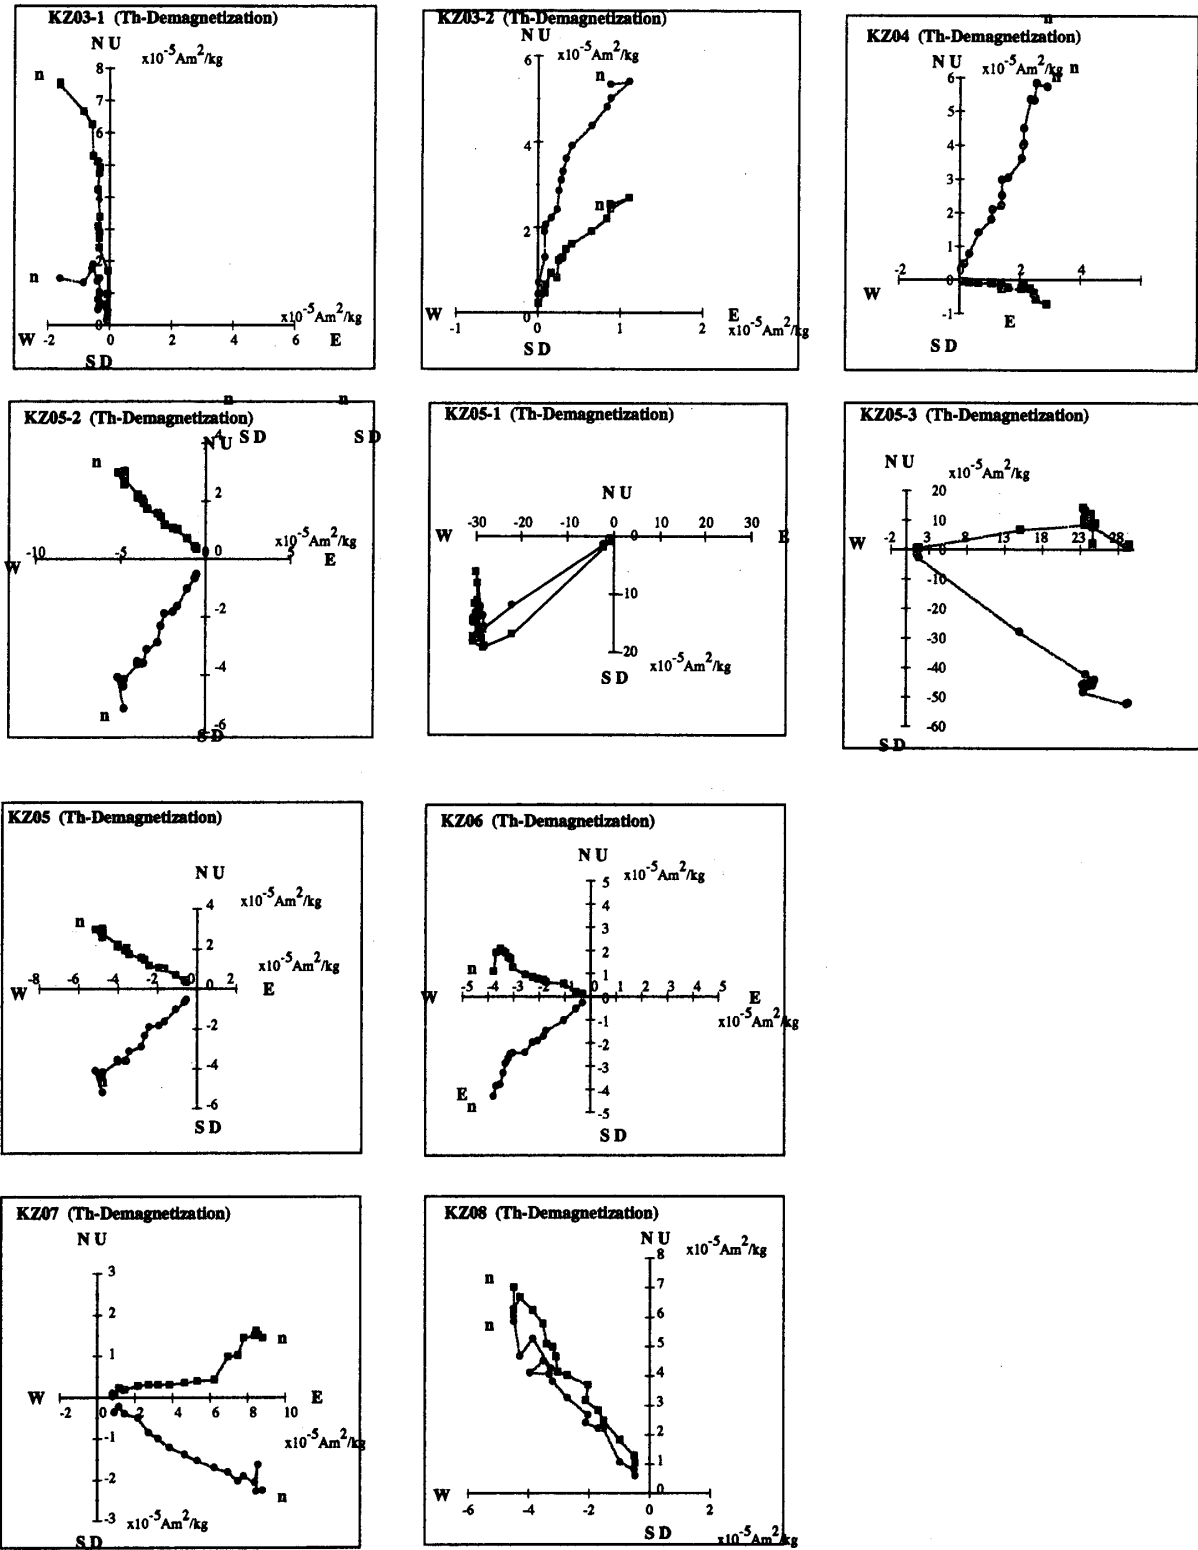 KZ03-1 (Th-Demagnetization)
N U
x10-5Am2/kg
8
n
7
6
4
2
n
0
x10-5Am2/kg
W -2 0 2 4 6 E
S D
KZ03-2 (Th-Demagnetization)
N U
6
x10-5Am2/kg
n
4
n
2
0
W E
-1 0 1 2
x10-5Am2/kg
S D
n
KZ04 (Th-Demagnetization)
N U
x10-5Am2/kg
n n
6
5
4
3
2
1
-2 0 2 4
W
-1
E
S D
n n
KZ05-2 (Th-Demagnetization)
4
N U S D S D
n
2
x10-5Am2/kg
-10 -5 0 5
W E
-2
-4
n
-6
S D
KZ05-1 (Th-Demagnetization)
N U
W -30 -20 -10 0 10 20 30 E
-10
-20
S D
x10-5Am2/kg
KZ05-3 (Th-Demagnetization)
N U
x10-5Am2/kg
20
10
W -2 3 8 13 18 23 28
-10
-20
-30
-40
-50
-60
S D
KZ05 (Th-Demagnetization)
N U
x10-5Am2/kg
4
n
2
x10-5Am2/kg
-8 -6 -4 -2 0 2
W 0 E
-2
-4
-6
S D
KZ06 (Th-Demagnetization)
N U
x10-5Am2/kg
5
4
3
2
n
1
-5 -4 -3 -2 -1 0 1 2 3 4 5
W 0 E
x10-5Am2/kg
-1
-2
-3
-4
E
n
-5
S D
KZ07 (Th-Demagnetization)
N U
3
2
n
1
W E
-2 0 2 4 6 8 10
-1
x10-5Am2/kg
-2
n
-3
x10-5Am2/kg
S D
KZ08 (Th-Demagnetization)
N U
x10-5Am2/kg
8
n
7
6
n
5
4
3
2
1
0
W
-6 -4 -2 0 2
S D
x10-5Am2/kg